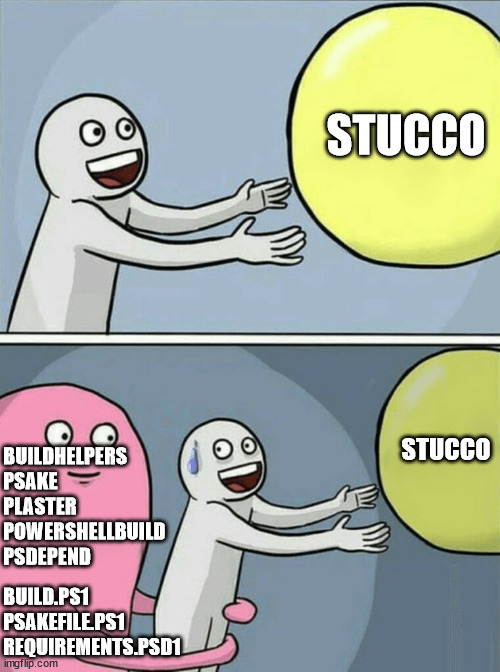 STUCCO
STUCCO
BUILDHELPERS
PSAKE
PLASTER
POWERSHELLBUILD
PSDEPEND
BUILD.PS1
PSAKEFILE.PS1
REQUIREMENTS.PSD1
imgflip.com